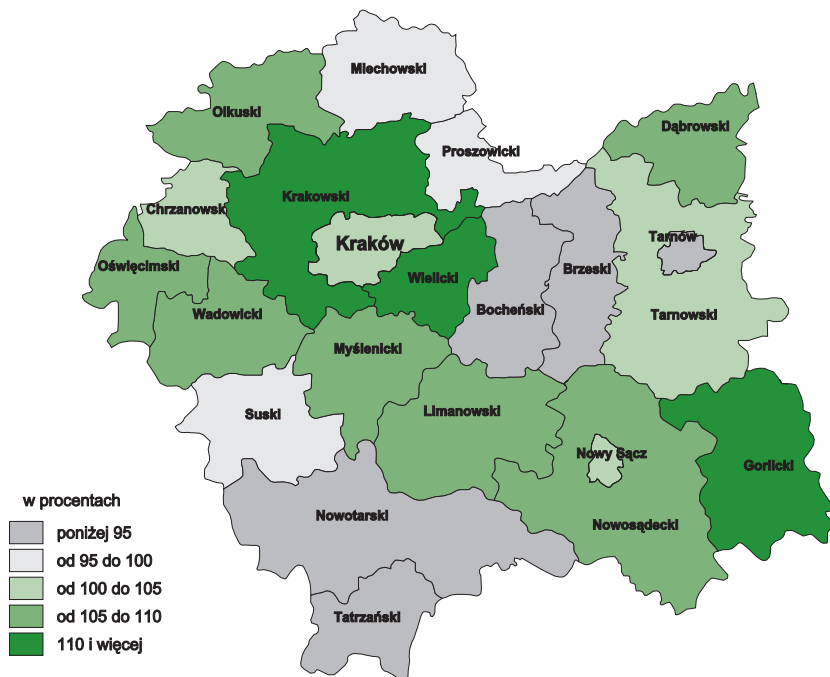 Miechowski
Olkuski
Dąbrowski
Proszowicki
Krakowski
Chrzanowski
Tarnów
Kraków
Oświęcimski
Wielicki
Brzeski
Bocheński
Wadowicki
Tarnowski
Myślenicki
Suski
Limanowski
Nowy Sącz
Gorlicki
w procentach
Nowotarski
Nowosądecki
poniżej 95
od 95 do 100
od 100 do 105
od 105 do 110
Tatrzański
110 i więcej